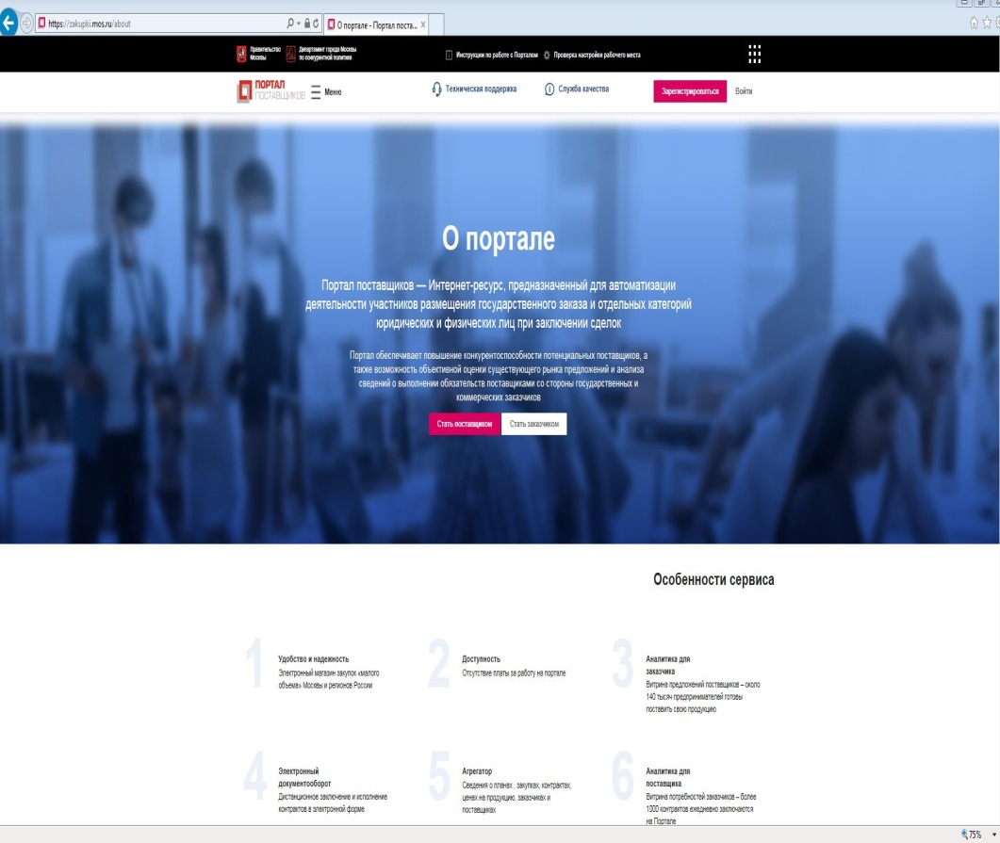 https://zakupki.mos.ru/about
О портале - Портал поста...
Правительство
Москвы
Департамент города Москвы
по конкурентной политике
Инструкции по работе с Порталом
Проверка настройки рабочего места
ПОРТАЛ
ПОСТАВЩИКОВ
Меню
Техническая поддержка
Служба качества
Зарегистрироваться
Войти
О портале
Портал поставщиков — Интернет-ресурс, предназначенный для автоматизации
деятельности участников размещения государственного заказа и отдельных категорий
юридических и физических лиц при заключении сделок
Портал обеспечивает повышение конкурентоспособности потенциальных поставщиков, а
также возможность объективной оценки существующего рынка предложений и анализа
сведений о выполнении обязательств поставщиками со стороны государственных и
коммерческих заказчиков
Стать поставщиком
Стать заказчиком
Особенности сервиса
1
Удобство и надежность
Электронный магазин закупок «малого
объема» Москвы и регионов России
2
Доступность
Отсутствие платы за работу на портале
3
Аналитика для
заказчика
Витрина предложений поставщиков – около
140 тысяч предпринимателей готовы
поставить свою продукцию
4
Электронный
документооборот
Дистанционное заключение и исполнение
контрактов в электронной форме
5
Агрегатор
Сведения о планах , закупках, контрактах,
ценах на продукцию, заказчиках и
поставщиках
6
Аналитика для
поставщика
Витрина потребностей заказчиков – более
1000 контрактов ежедневно заключаются
на Портале
75%